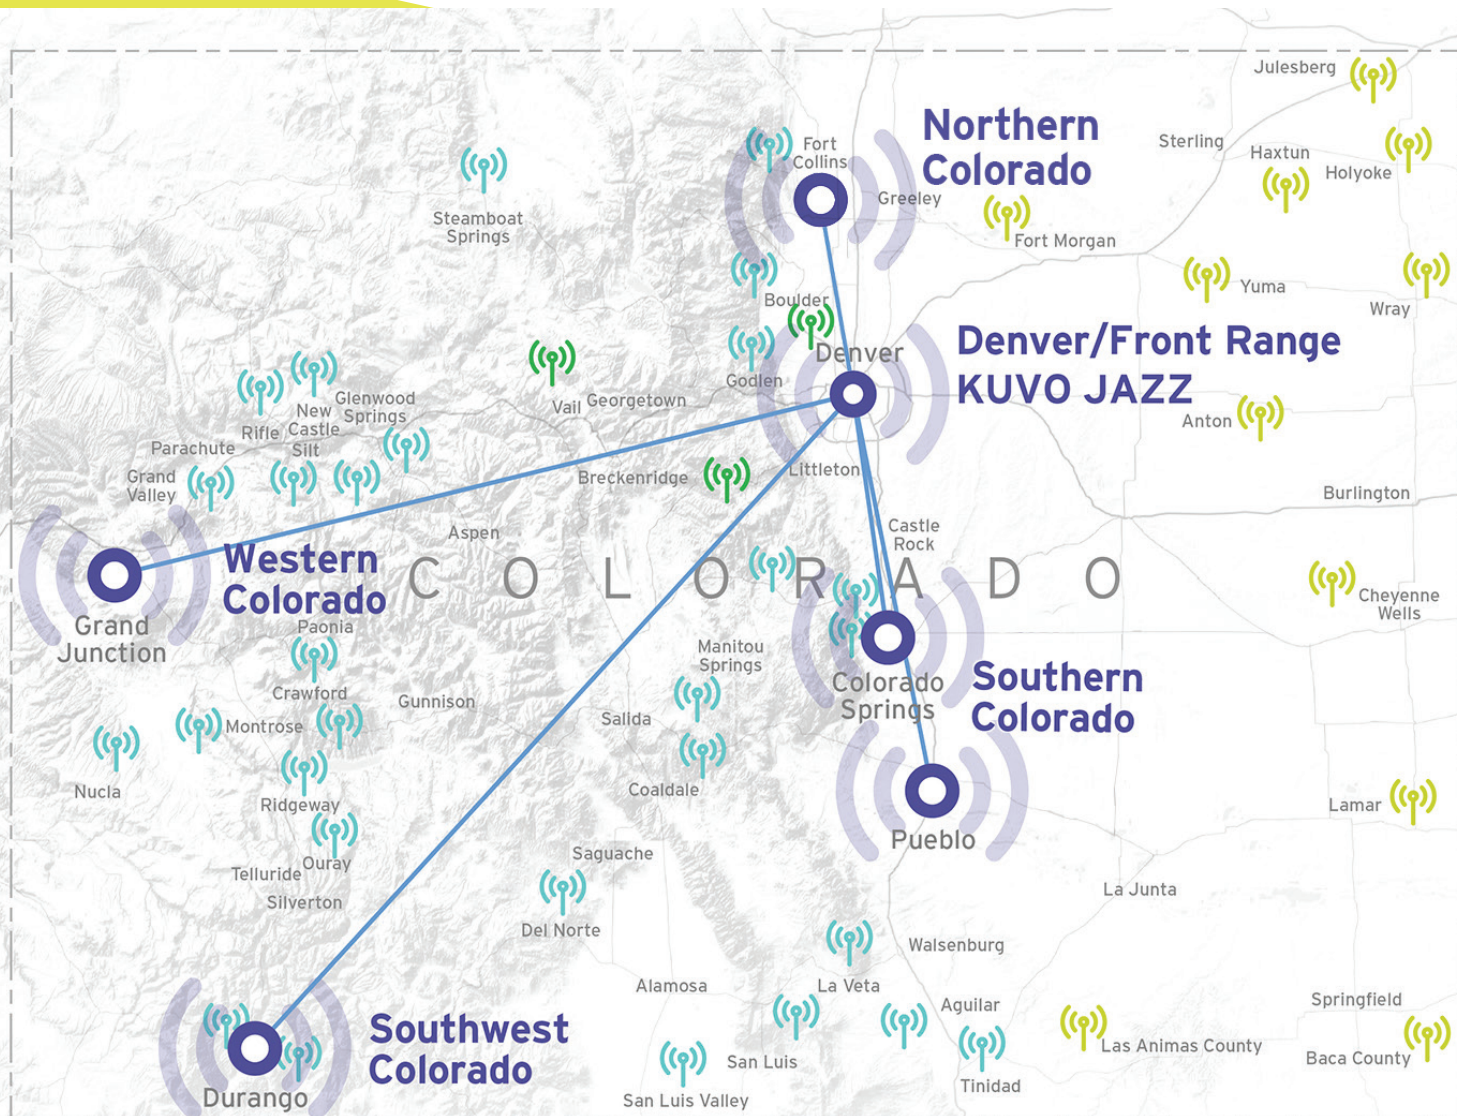 Julesberg
Northern
Colorado
Fort
Collins
Sterling
Haxtun
Holyoke
Steamboat
Springs
Greeley
Fort Morgan
Boulder
Yuma
Wray
Denver
Denver/Front Range
KUVO JAZZ
Godlen
Vail
Georgetown
Glenwood
Springs
New
Castle
Rifle
Silt
Parachute
Grand
Valley
Anton
Breckenridge
Littleton
Burlington
Aspen
Castle
Rock
COLORADO
Western
Colorado
Grand
Junction
Cheyenne
Wells
Paonia
Manitou
Springs
Crawford
Colorado
Springs
Southern
Colorado
Gunnison
Montrose
Salida
Nucla
Ridgeway
Coaldale
Lamar
Pueblo
Ouray
Telluride
Silverton
Saguache
La Junta
Del Norte
Walsenburg
Alamosa
La Veta
Aguilar
Springfield
Southwest
Colorado
Las Animas County
Baca County
San Luis
Tinidad
Durango
San Luis Valley